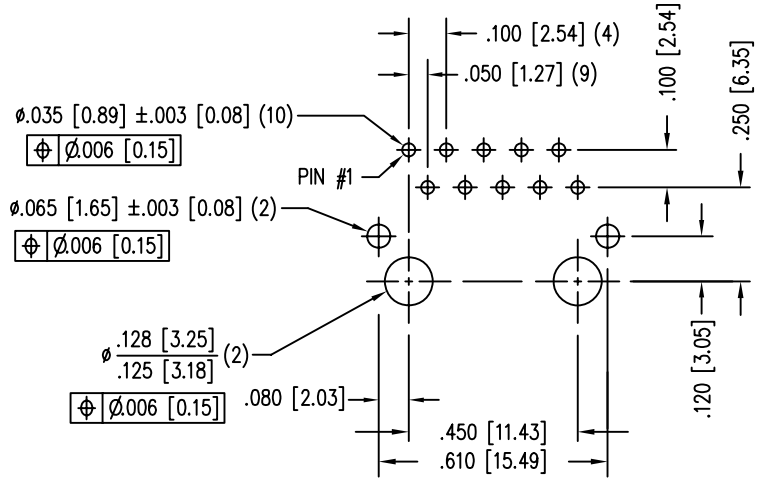 .100 [2.54] (4)
.050 [1.27] (9)
.100 [2.54]
.250 [6.35]
ø.035 [0.89] ±.003 [0.08] (10)
⌖ Ø.006 [0.15]
PIN #1
ø.065 [1.65] ±.003 [0.08] (2)
⌖ Ø.006 [0.15]
ø .128 [3.25]
.125 [3.18] (2)
⌖ Ø.006 [0.15]
.080 [2.03]
.120 [3.05]
.450 [11.43]
.610 [15.49]